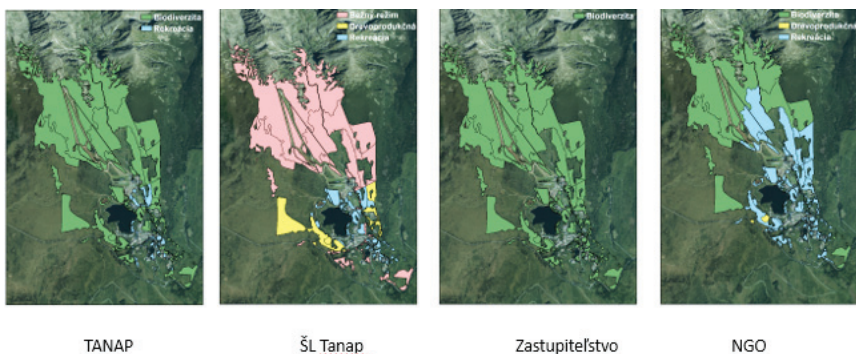 Biodiverzita
Rekreácia
Bežný režim
Drevoprodukčná
Rekreácia
Biodiverzita
Biodiverzita
Drevoprodukčná
Rekreácia
TANAP
ŠL Tanap
Zastupiteľstvo
NGO